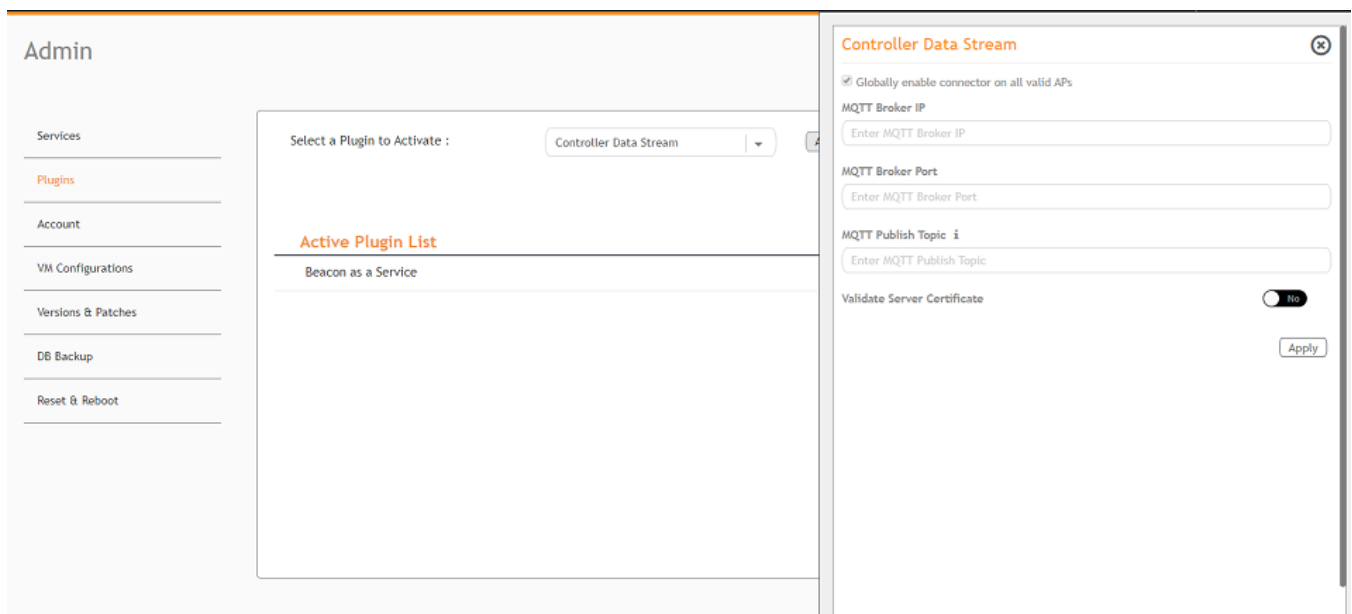 Admin
Services
Plugins
Account
VM Configurations
Versions & Patches
DB Backup
Reset & Reboot
Select a Plugin to Activate :
Controller Data Stream
Active Plugin List
Beacon as a Service
Controller Data Stream
Globally enable connector on all valid APs
MQTT Broker IP
Enter MQTT Broker IP
MQTT Broker Port
Enter MQTT Broker Port
MQTT Publish Topic i
Enter MQTT Publish Topic
Validate Server Certificate
No
Apply